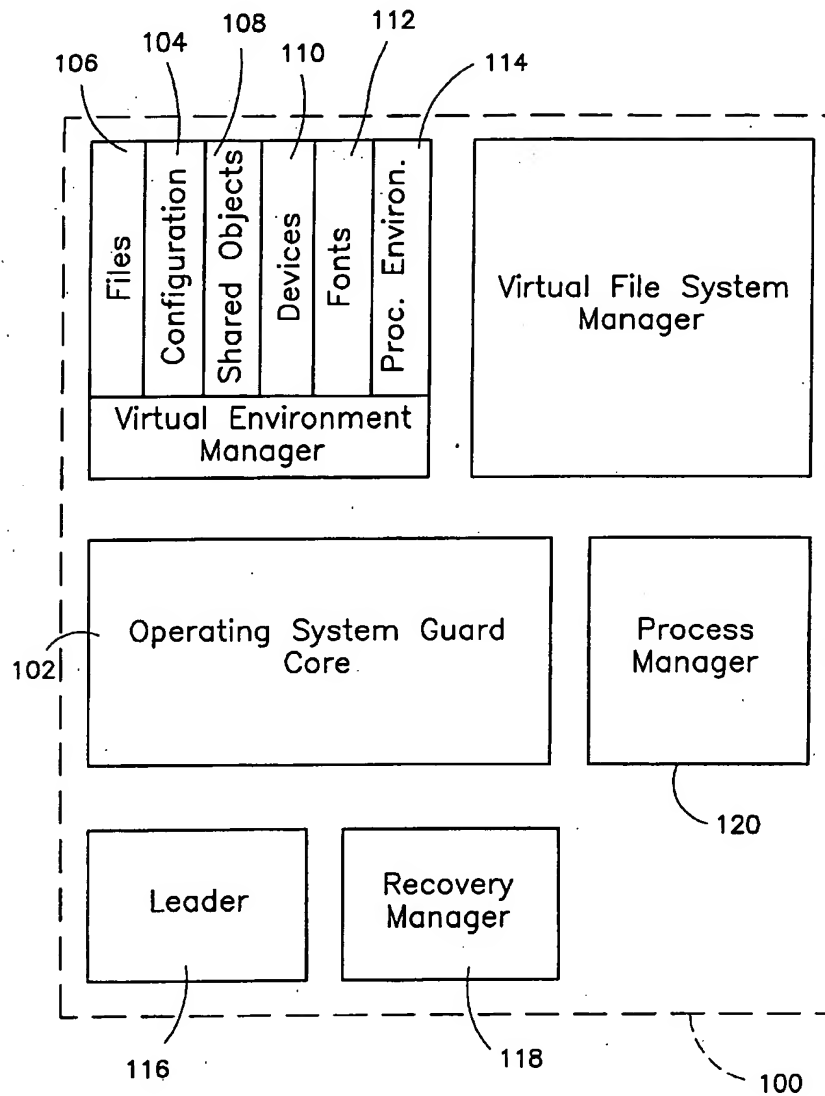 106
104
108
110
112
114
Files
Configuration
Shared Objects
Devices
Fonts
Proc. Environ.
Virtual Environment
Manager
Virtual File System
Manager
Operating System Guard
Core
102
Process
Manager
120
Leader
116
Recovery
Manager
118
100